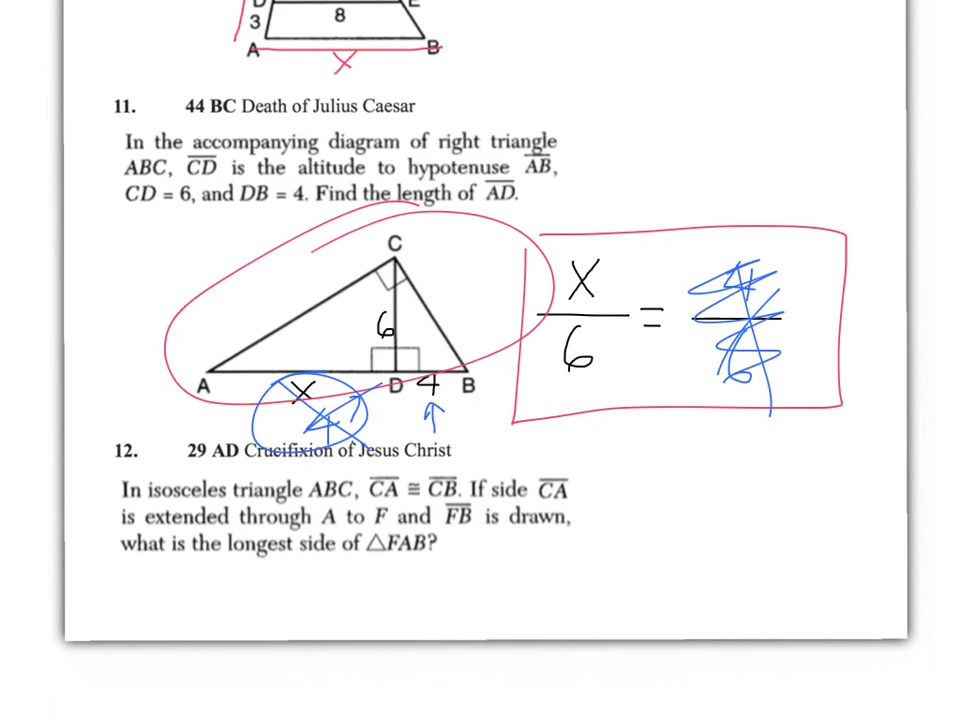 D
E
3
8
A
B
X
11. 44 BC Death of Julius Caesar
In the accompanying diagram of right triangle
ABC, CD is the altitude to hypotenuse AB,
CD = 6, and DB = 4. Find the length of AD.
C
6
A
X
D
4
B
4
X
6
=
4
6
12. 29 AD Crucifixion of Jesus Christ
In isosceles triangle ABC, CA ≅ CB. If side CA
is extended through A to F and FB is drawn,
what is the longest side of △FAB?